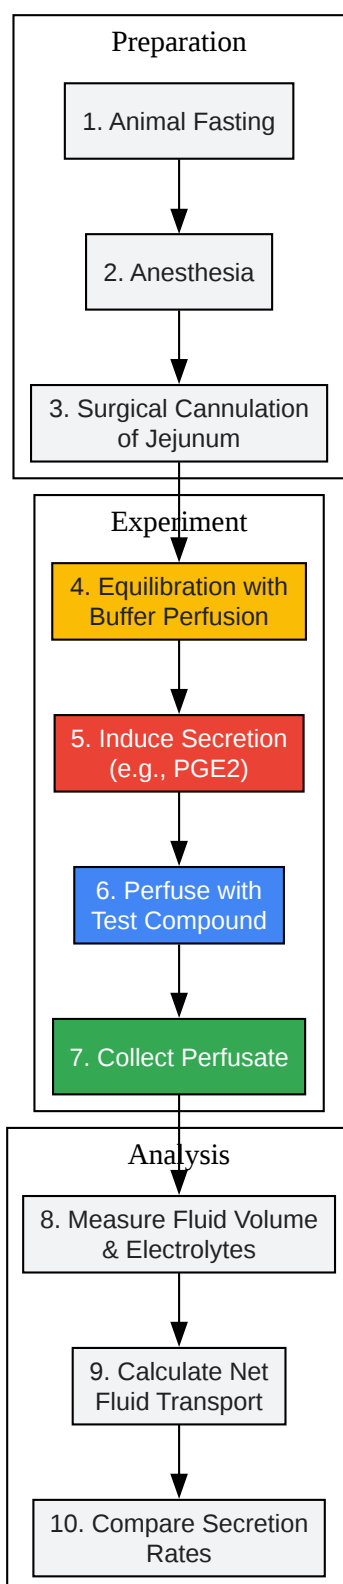 Preparation
1. Animal Fasting
2. Anesthesia
3. Surgical Cannulation
of Jejunum
Experiment
4. Equilibration with
Buffer Perfusion
5. Induce Secretion
(e.g., PGE2)
6. Perfuse with
Test Compound
7. Collect Perfusate
Analysis
8. Measure Fluid Volume
& Electrolytes
9. Calculate Net
Fluid Transport
10. Compare Secretion
Rates